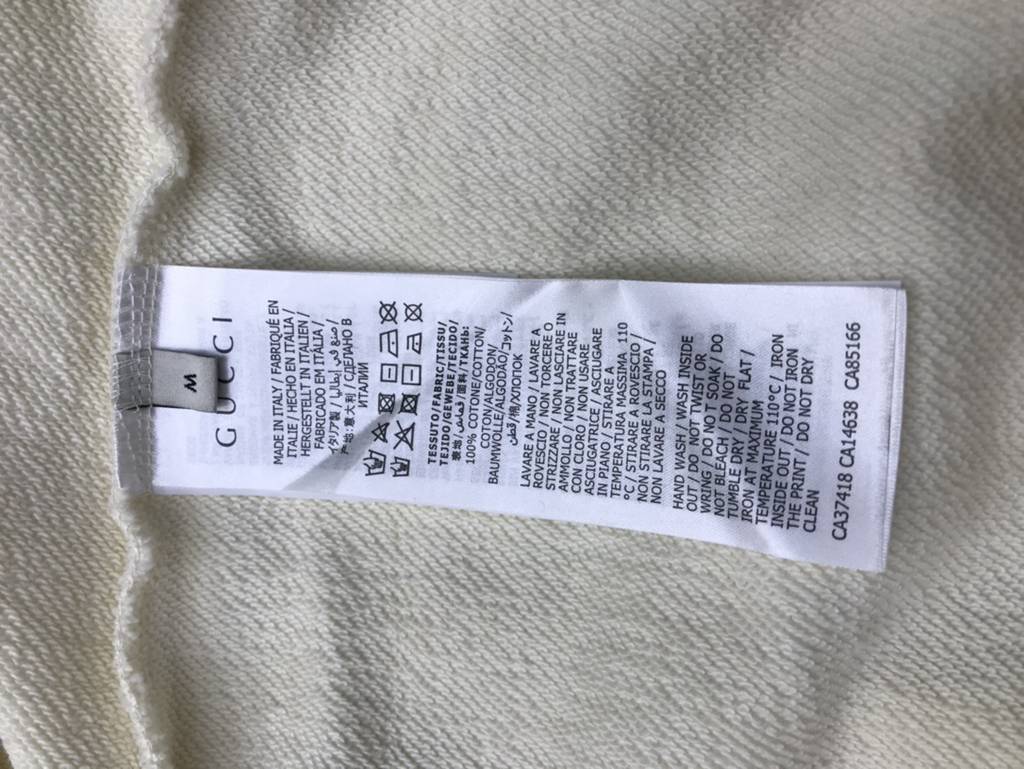 GUCCI
M
MADE IN ITALY / FABRIQUÉ EN
ITALIE / HECHO EN ITALIA /
HERGESTELLT IN ITALIEN /
FABRICADO EM ITÁLIA /
イタリア製 / صنع في إيطاليا /
产地：意大利 / СДЕЛАНО В
ИТАЛИИ
TESSUTO/FABRIC/TISSU/
TEJIDO/GEWEBE/TECIDO/
表地/قماش/面料/ТКАНЬ:
100% COTONE/COTTON/
COTON/ALGODON/
BAUMWOLLE/ALGODÃO/コットン/
قطن/棉/ХЛОПОК
LAVARE A MANO / LAVARE A
ROVESCIO / NON TORCERE O
STRIZZARE / NON LASCIARE IN
AMMOLLO / NON TRATTARE
CON CLORO / NON USARE
ASCIUGATRICE / ASCIUGARE
IN PIANO / STIRARE A
TEMPERATURA MASSIMA 110
°C / STIRARE A ROVESCIO /
NON STIRARE LA STAMPA /
NON LAVARE A SECCO
HAND WASH / WASH INSIDE
OUT / DO NOT TWIST OR
WRING / DO NOT SOAK / DO
NOT BLEACH / DO NOT
TUMBLE DRY / DRY FLAT /
IRON AT MAXIMUM
TEMPERATURE 110°C / IRON
INSIDE OUT / DO NOT IRON
THE PRINT / DO NOT DRY
CLEAN
CA37418 CA14638 CA85166